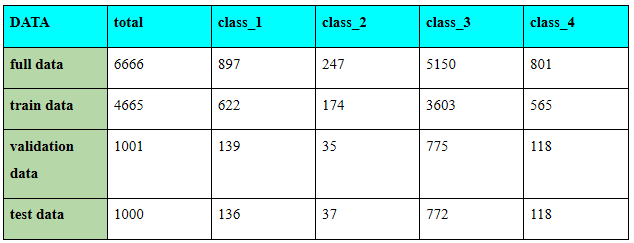 DATA total class_1 class_2 class_3 class_4
full data 6666 897 247 5150 801
train data 4665 622 174 3603 565
validation 1001 139 35 775 118
data
test data 1000 136 37 772 118